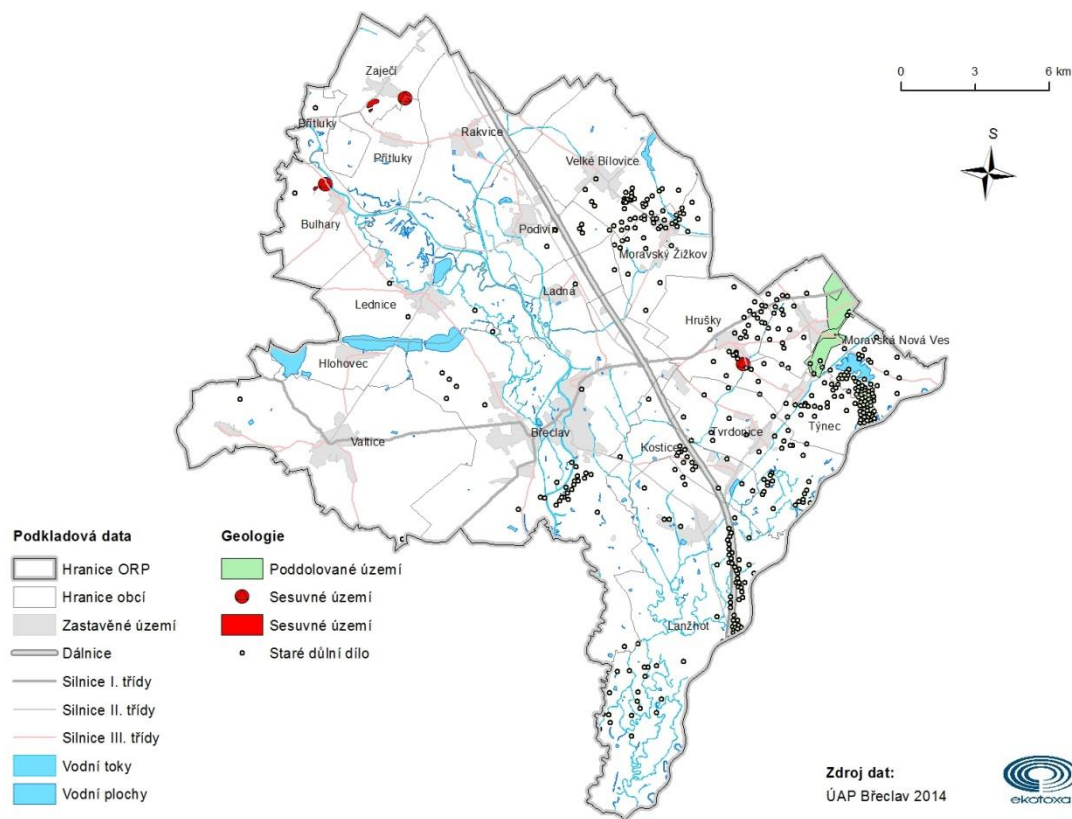 0 3 6 km
S
Zaječí
Přítluky
Rakvice
Přítluky
Velké Bílovice
Bulhary
Podivín
Moravský Žižkov
Lednice
Ladná
Hrušky
Moravská Nová Ves
Hlohovec
Valtice
Břeclav
Kostice
Tvrdonice
Týnec
Lanžhot
Podkladová data
Hranice ORP
Hranice obcí
Zastavěné území
Dálnice
Silnice I. třídy
Silnice II. třídy
Silnice III. třídy
Vodní toky
Vodní plochy
Geologie
Poddolované území
Sesuvné území
Sesuvné území
Staré důlní dílo
Zdroj dat:
ÚAP Břeclav 2014
ekotoxa